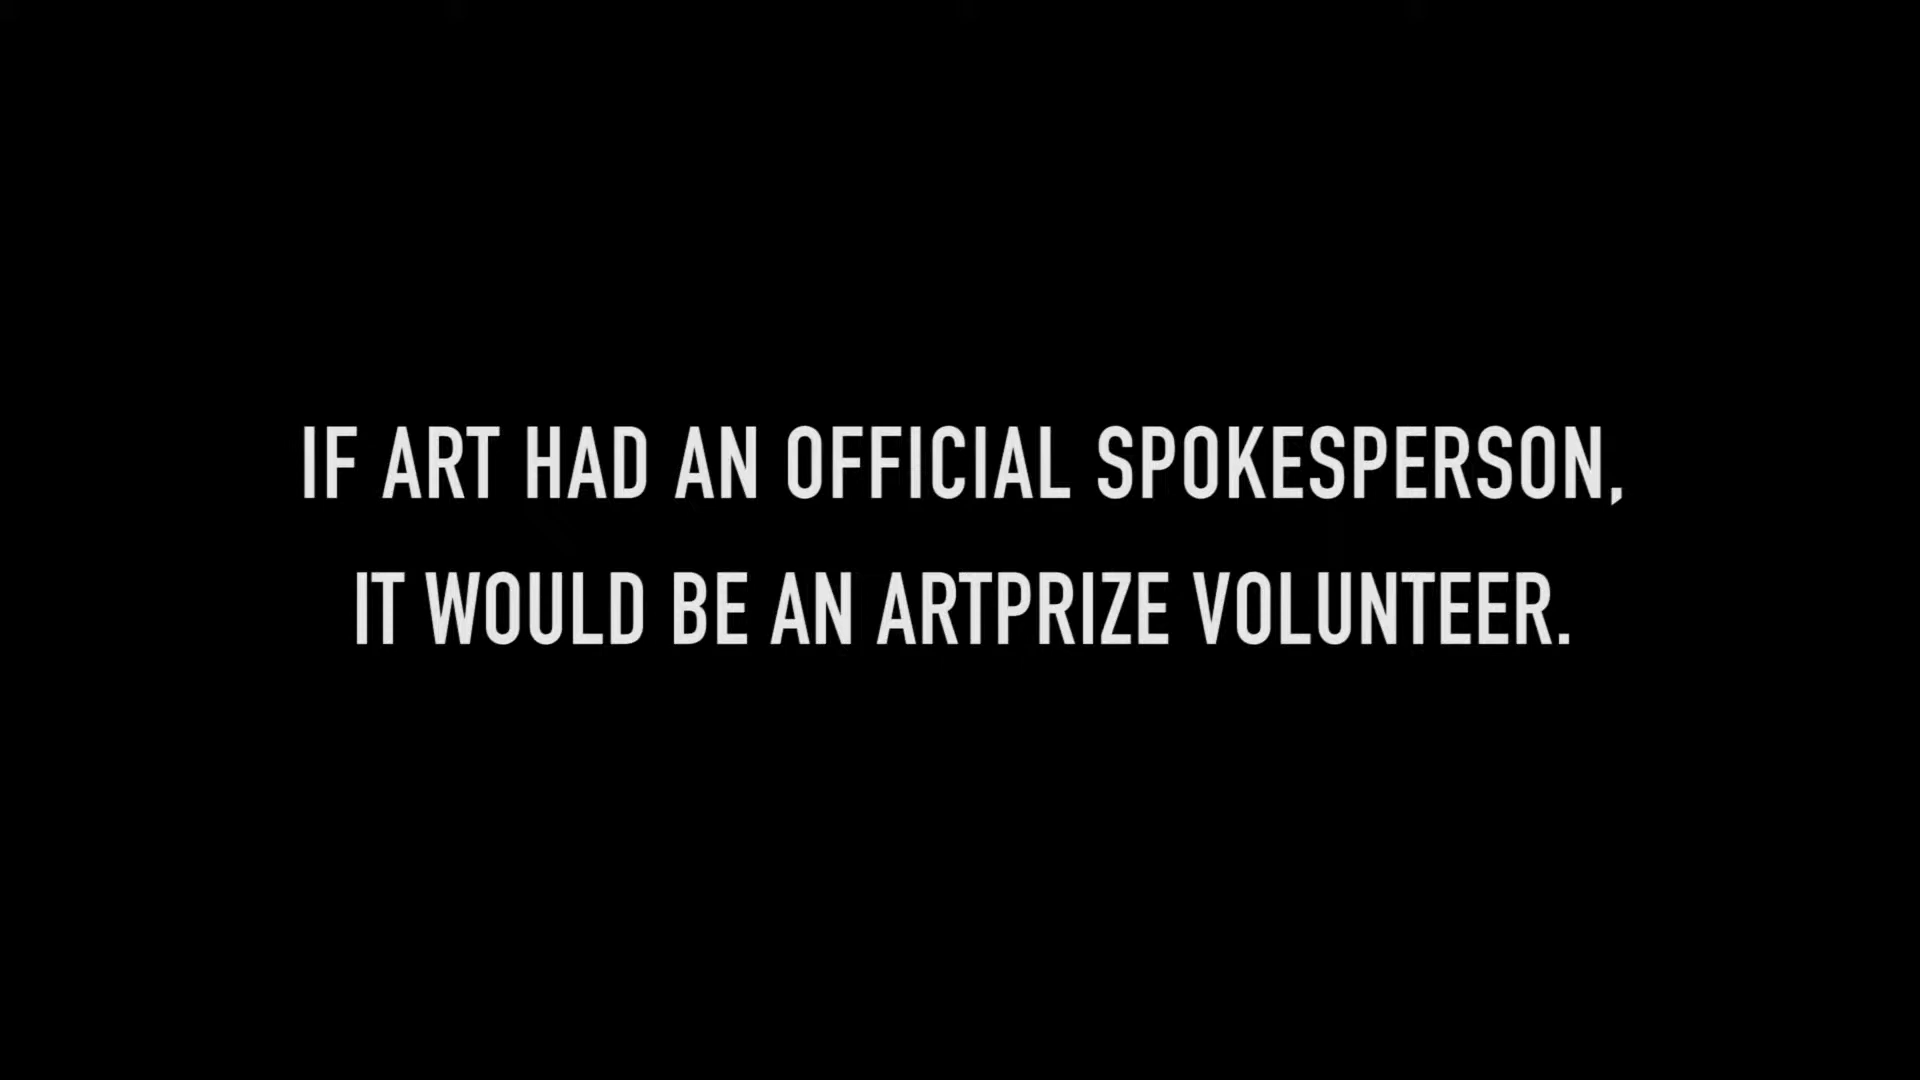 IF ART HAD AN OFFICIAL SPOKESPERSON,
IT WOULD BE AN ARTPRIZE VOLUNTEER.